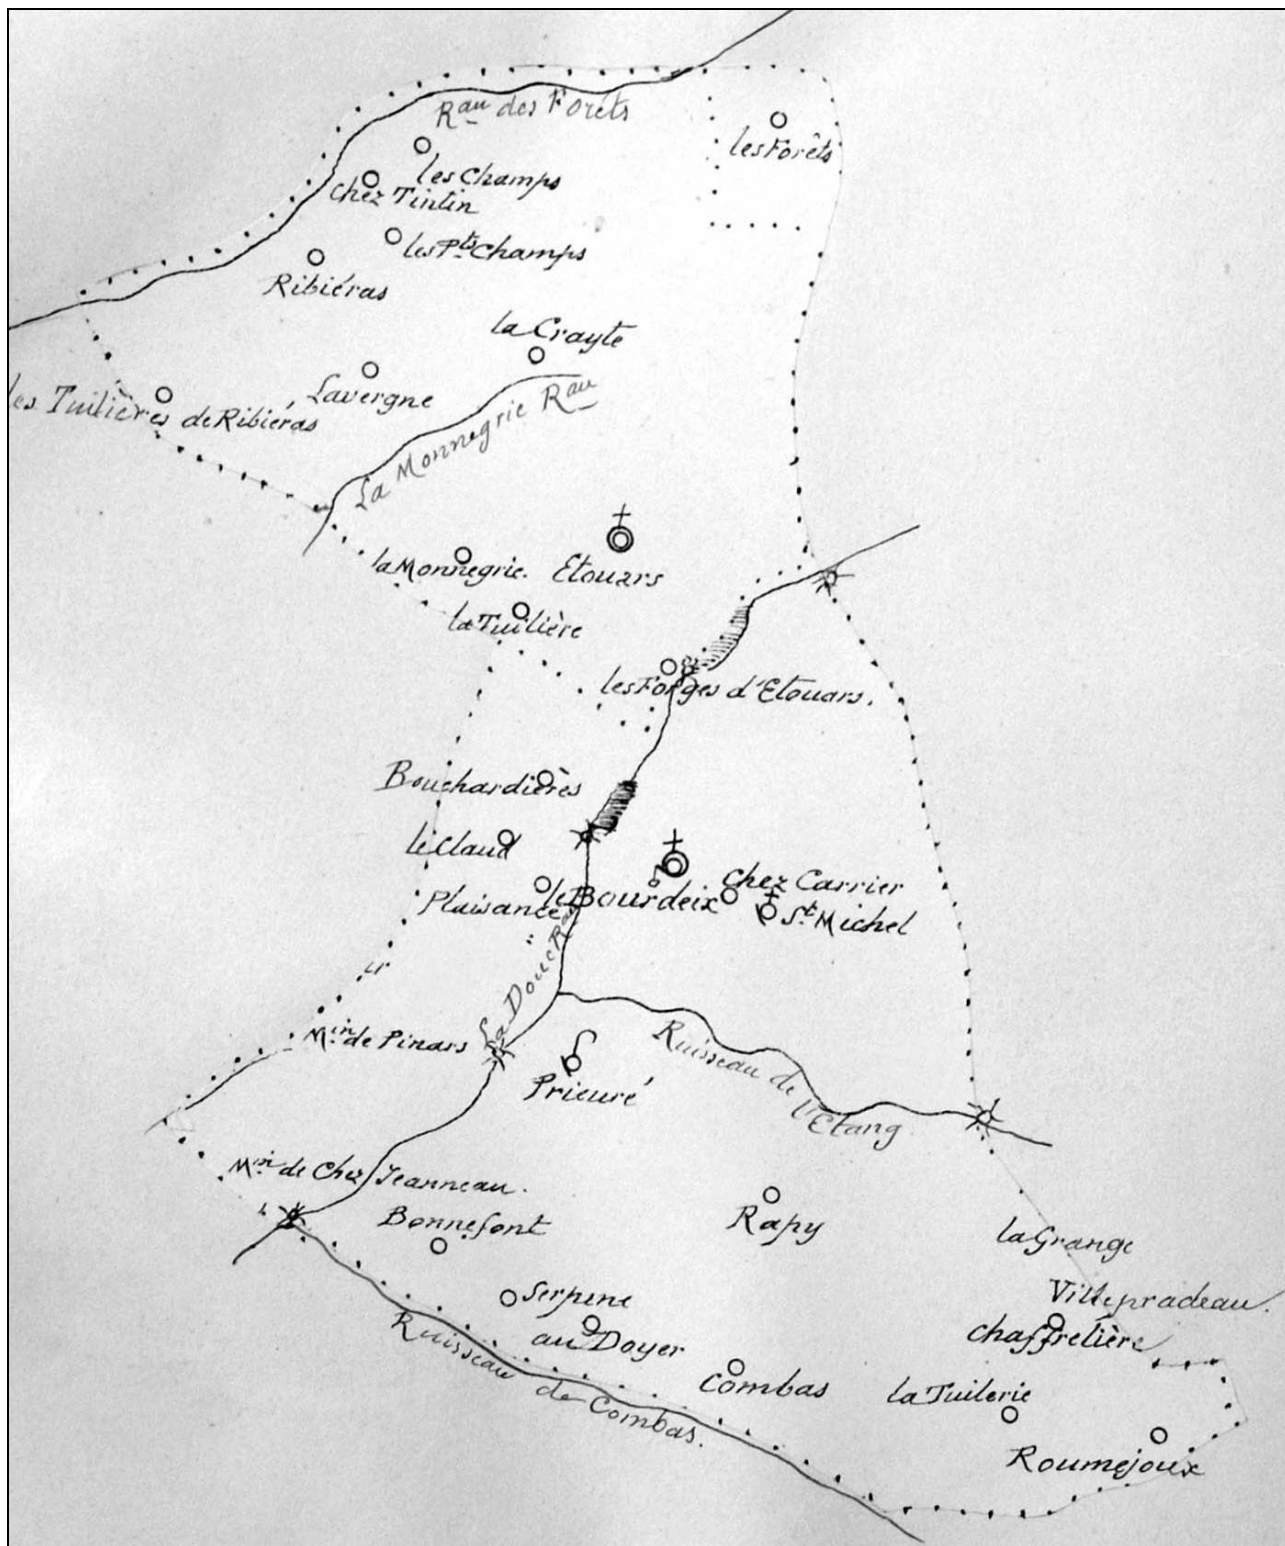 Rau des Forêts
les Forêts
les Champs
chez Tintin
les Pts Champs
Ribiéras
la Crayte
Lavergne
les Tuilières de Ribiéras
La Monnegrie Rau
la Monnegrie.
Etouars
la Tuilière
les Forges d'Etouars.
Bouchardières
le Claud
Plaisance
le Bourdeix
chez Carrier
St Michel
La Doue Rau
Min de Pinars
Prieuré
Ruisseau de l'Etang
Min de Chez Jeanneau.
Bonnefont
Rapy
la Grange
Villepradeau.
chaffretière
Serpene
au Doyer
Ruisseau de Combas.
Combas
la Tuilerie
Roumejoux